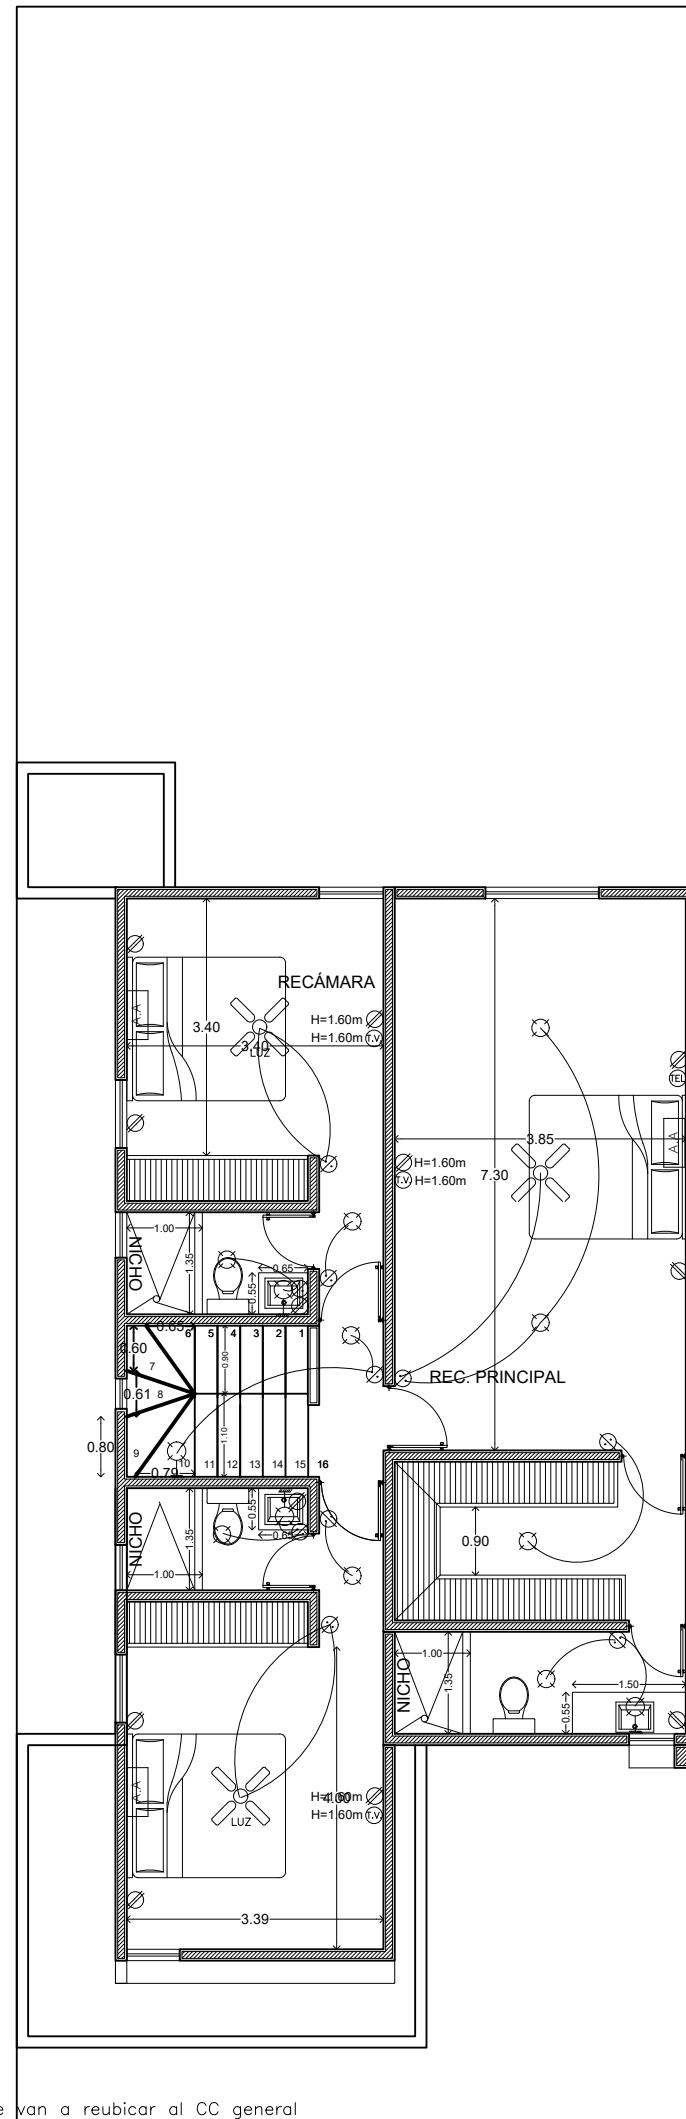 RECÁMARA
A.A
3.40
3.40
LUZ
H=1.60m
H=1.60m T.V.
TEL
3.85
A.A
H=1.60m
T.V. H=1.60m
7.30
1.00
NICHO
1.35
0.65
0.55
0.65
6 5 4 3 2 1
0.60
7
0.90
0.61 8
REC. PRINCIPAL
0.80
9
1.10
10 11 12 13 14 15 16
0.79
0.55
0.65
1.35
NICHO
1.00
0.90
1.00
NICHO
1.35
1.50
0.55
A.A
LUZ
H=1.60m
4.00
H=1.60m T.V.
3.39
van a reubicar al CC general